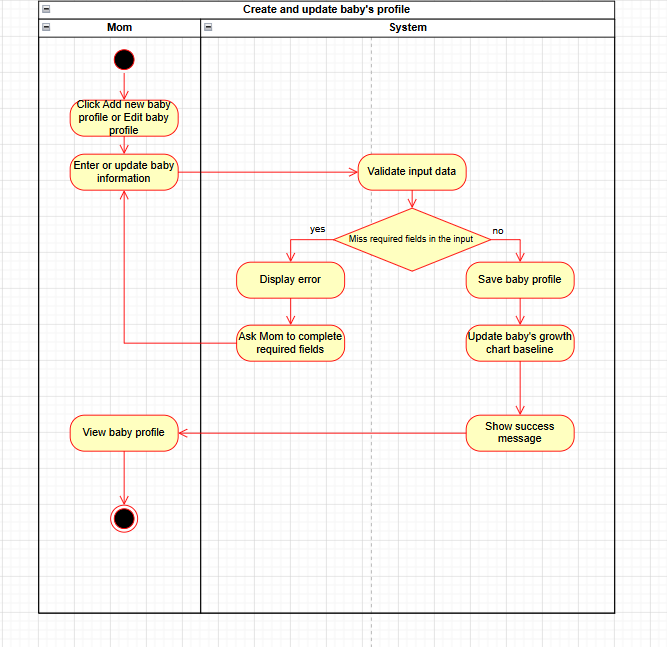 Create and update baby's profile
Mom
System
Click Add new baby
profile or Edit baby
profile
Enter or update baby
information
Validate input data
yes
Miss required fields in the input
no
Display error
Save baby profile
Ask Mom to complete
required fields
Update baby's growth
chart baseline
View baby profile
Show success
message